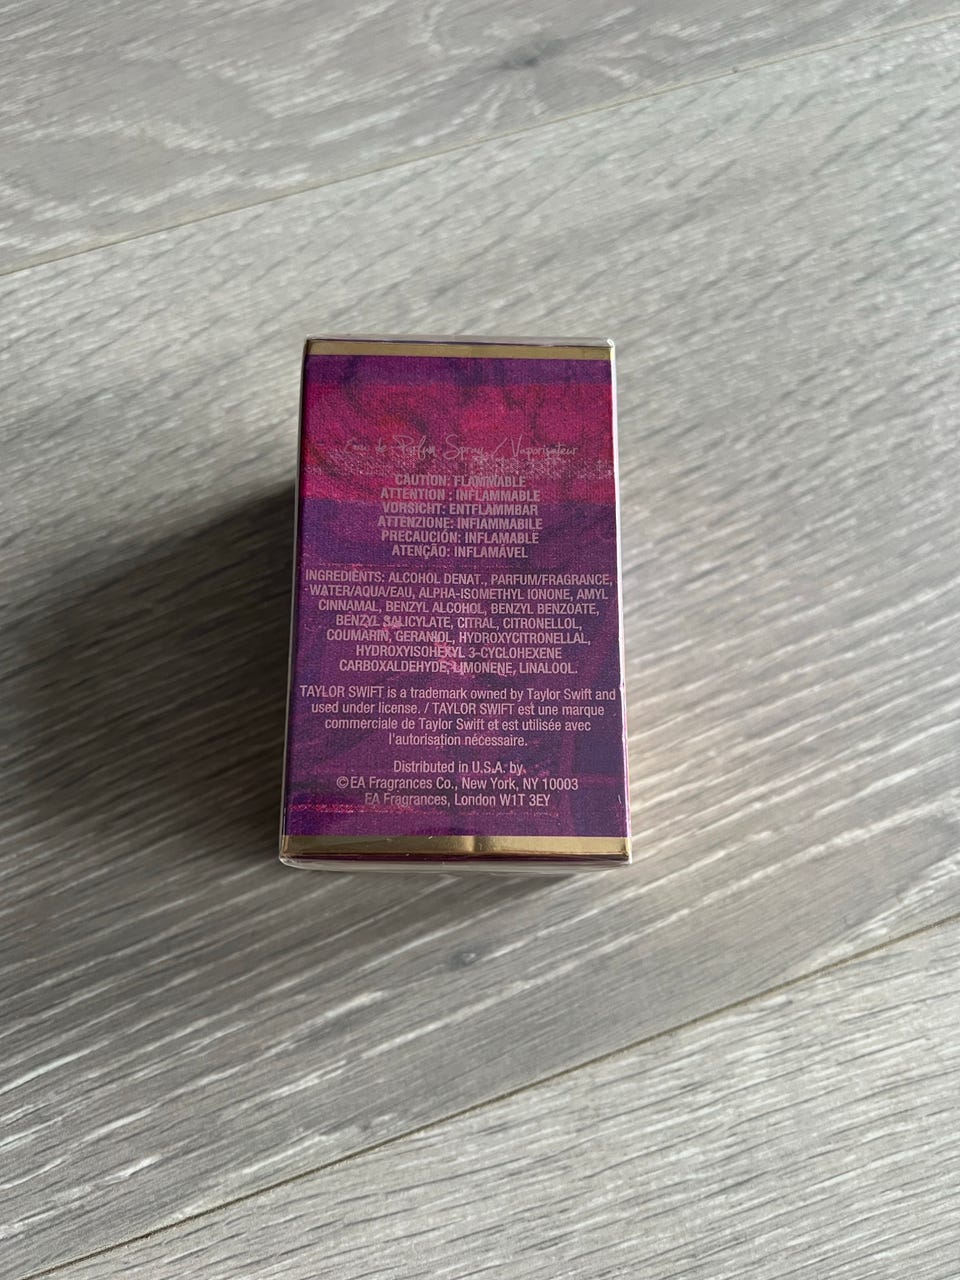 Eau de Parfum Spray / Vaporisateur
CAUTION: FLAMMABLE
ATTENTION : INFLAMMABLE
VORSICHT: ENTFLAMMBAR
ATTENZIONE: INFIAMMABILE
PRECAUCIÓN: INFLAMABLE
ATENÇÃO: INFLAMÁVEL
INGREDIENTS: ALCOHOL DENAT., PARFUM/FRAGRANCE,
WATER/AQUA/EAU, ALPHA-ISOMETHYL IONONE, AMYL
CINNAMAL, BENZYL ALCOHOL, BENZYL BENZOATE,
BENZYL SALICYLATE, CITRAL, CITRONELLOL,
COUMARIN, GERANIOL, HYDROXYCITRONELLAL,
HYDROXYISOHEXYL 3-CYCLOHEXENE
CARBOXALDEHYDE, LIMONENE, LINALOOL.
TAYLOR SWIFT is a trademark owned by Taylor Swift and
used under license. / TAYLOR SWIFT est une marque
commerciale de Taylor Swift et est utilisée avec
l'autorisation nécessaire.
Distributed in U.S.A. by
©EA Fragrances Co., New York, NY 10003
EA Fragrances, London W1T 3EY